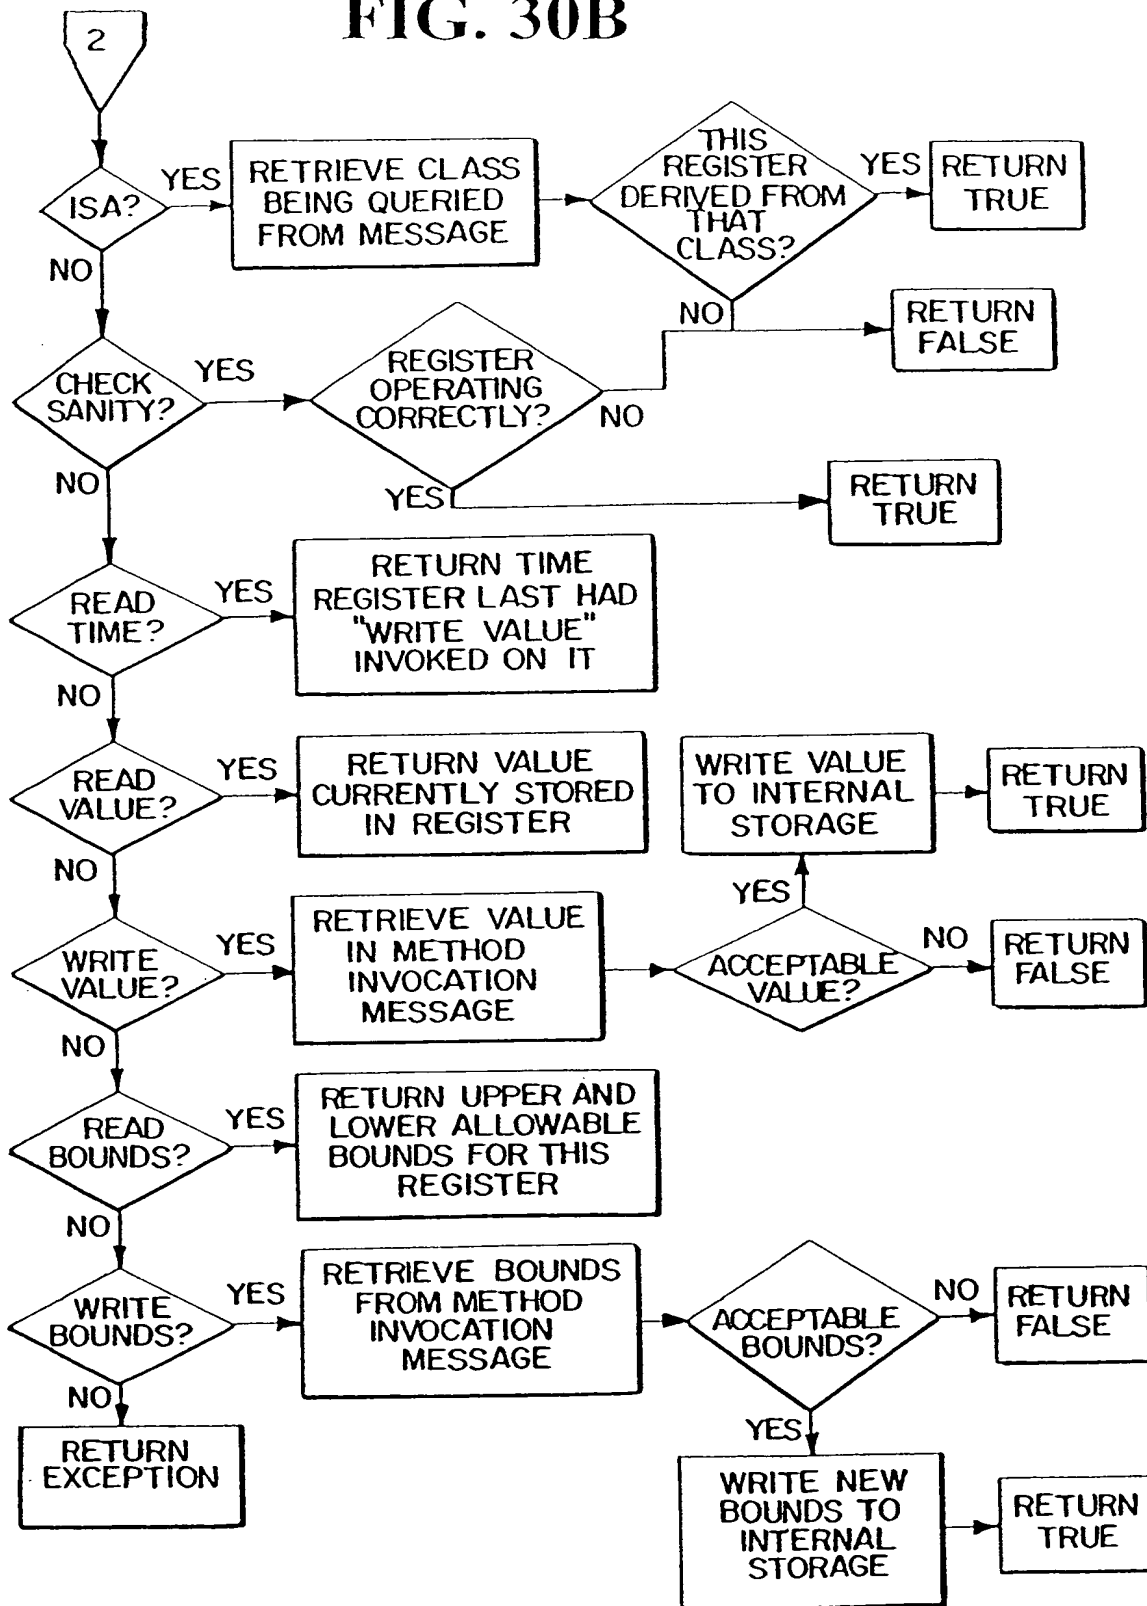 FIG. 30B
2
ISA?
YES
RETRIEVE CLASS
BEING QUERIED
FROM MESSAGE
THIS
REGISTER
DERIVED FROM
THAT
CLASS?
YES
RETURN
TRUE
NO
NO
RETURN
FALSE
CHECK
SANITY?
YES
REGISTER
OPERATING
CORRECTLY?
NO
NO
YES
RETURN
TRUE
READ
TIME?
YES
RETURN TIME
REGISTER LAST HAD
"WRITE VALUE"
INVOKED ON IT
NO
READ
VALUE?
YES
RETURN VALUE
CURRENTLY STORED
IN REGISTER
WRITE VALUE
TO INTERNAL
STORAGE
RETURN
TRUE
NO
YES
WRITE
VALUE?
YES
RETRIEVE VALUE
IN METHOD
INVOCATION
MESSAGE
ACCEPTABLE
VALUE?
NO
RETURN
FALSE
NO
READ
BOUNDS?
YES
RETURN UPPER AND
LOWER ALLOWABLE
BOUNDS FOR THIS
REGISTER
NO
WRITE
BOUNDS?
YES
RETRIEVE BOUNDS
FROM METHOD
INVOCATION
MESSAGE
ACCEPTABLE
BOUNDS?
NO
RETURN
FALSE
NO
YES
RETURN
EXCEPTION
WRITE NEW
BOUNDS TO
INTERNAL
STORAGE
RETURN
TRUE